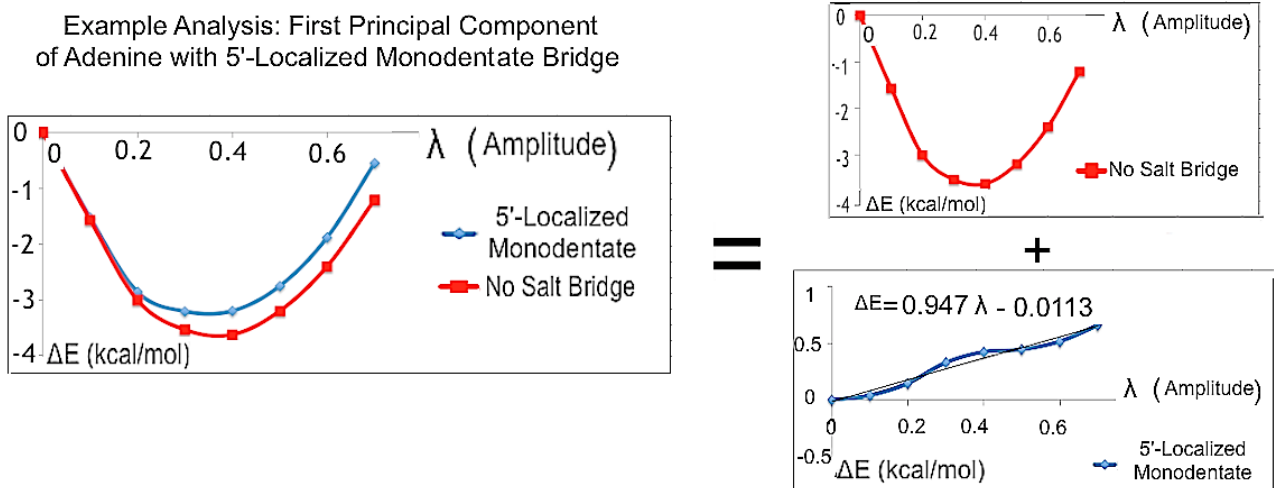 Example Analysis: First Principal Component
of Adenine with 5'-Localized Monodentate Bridge
0
0
0.2
0.4
0.6
λ (Amplitude)
-1
-2
-3
-4
ΔE (kcal/mol)
5'-Localized
Monodentate
No Salt Bridge
=
0
0
0.2
0.4
0.6
λ (Amplitude)
-1
-2
-3
-4
No Salt Bridge
ΔE (kcal/mol)
+
1
ΔE=0.947 λ - 0.0113
0.5
0
0
0.2
0.4
0.6
λ (Amplitude)
-0.5
ΔE (kcal/mol)
5'-Localized
Monodentate